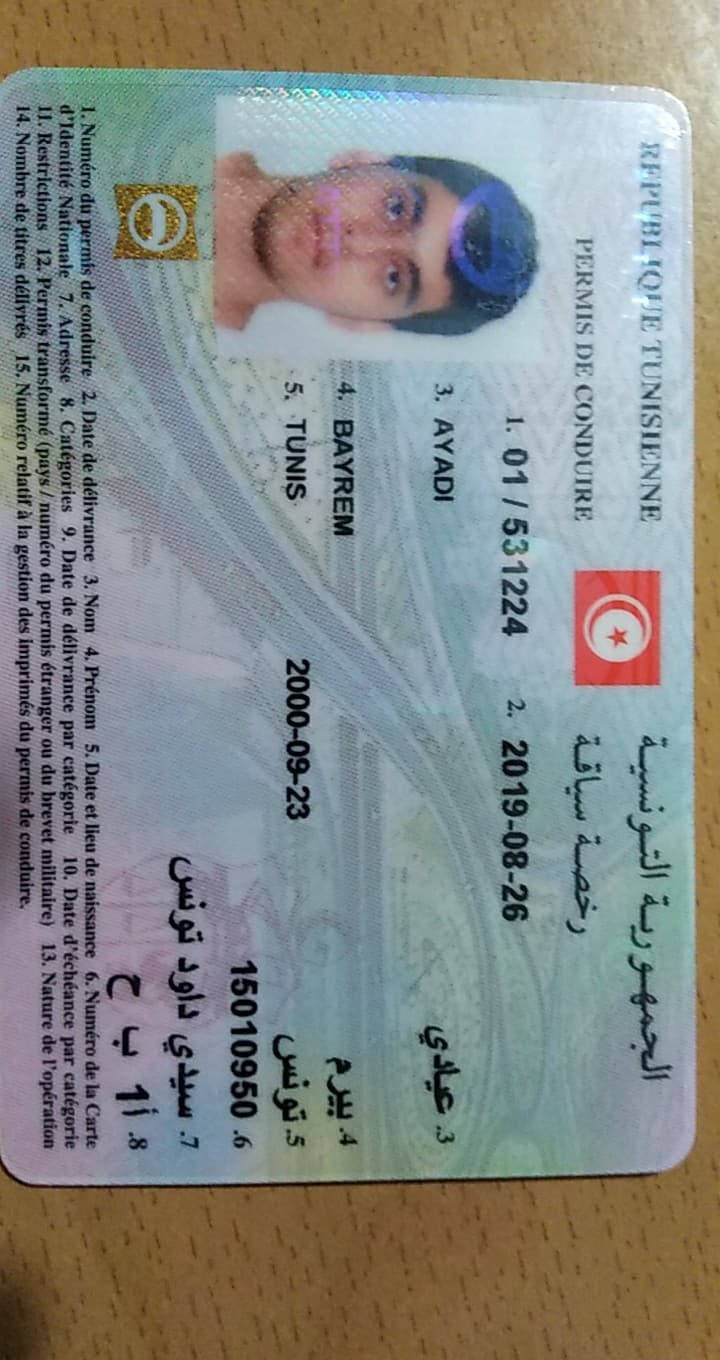 REPUBLIQUE TUNISIENNE الجمهورية التونسية
PERMIS DE CONDUIRE رخصة سياقة
1. 01 / 531224 2. 2019-08-26
3. AYADI عيادي .3
4. BAYREM بيرم .4
5. TUNIS 2000-09-23 تونس .5
15010950 .6
سيدي داود تونس .7
أ1 ب ح .8
1. Numéro du permis de conduire 2. Date de délivrance 3. Nom 4. Prénom 5. Date et lieu de naissance 6. Numéro de la Carte
d'Identité Nationale 7. Adresse 8. Catégories 9. Date de délivrance par catégorie 10. Date d'échéance par catégorie
11. Restrictions 12. Permis transformé (pays / numéro du permis étranger ou du brevet militaire) 13. Nature de l'opération
14. Nombre de titres délivrés 15. Numéro relatif à la gestion des imprimés du permis de conduire.